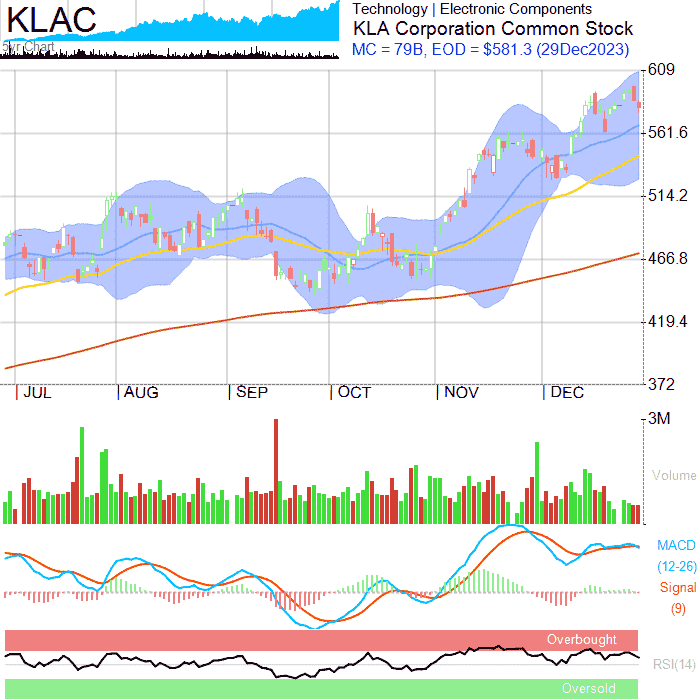 KLAC
5yr Chart
Technology | Electronic Components
KLA Corporation Common Stock
MC = 79B, EOD = $581.3 (29Dec2023)
609
561.6
514.2
466.8
419.4
372
JUL
AUG
SEP
OCT
NOV
DEC
3M
Volume
MACD
(12-26)
Signal
(9)
Overbought
RSI(14)
Oversold